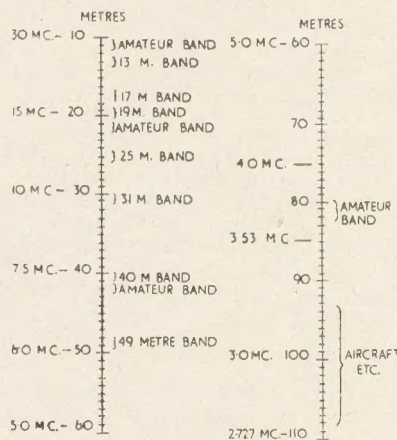 METRES
30 MC.- 10
}AMATEUR BAND
}13 M. BAND
}17 M BAND
15 MC - 20
}19M. BAND
}AMATEUR BAND
}25 M. BAND
10 MC - 30
}31 M. BAND
7.5 MC.- 40
}40 M BAND
}AMATEUR BAND
}49 METRE BAND
6.0 MC.-50
5.0 MC.- 60
METRES
5.0 MC- 60
70
4.0 MC. —
80
}AMATEUR
BAND
3.53 MC —
90
3.0 MC. 100
AIRCRAFT
ETC.
2.727 MC.-110